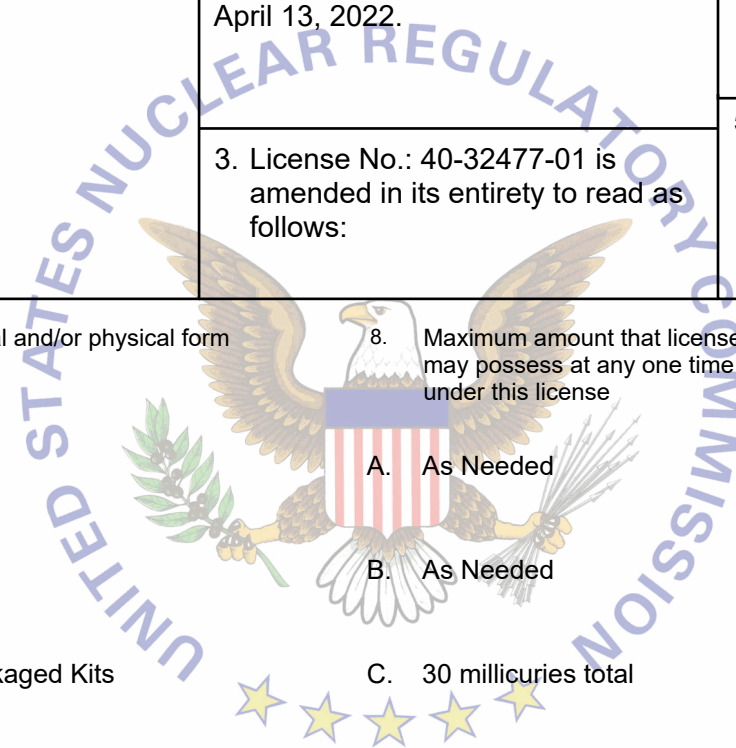 April 13, 2022.
3. License No.: 40-32477-01 is
amended in its entirety to read as
follows:
and/or physical form
8. Maximum amount that
may possess at any one time
under this license
A. As Needed
B. As Needed
Kits
C. 30 millicuries total
UNITED STATES NUCLEAR REGULATORY COMMISSION